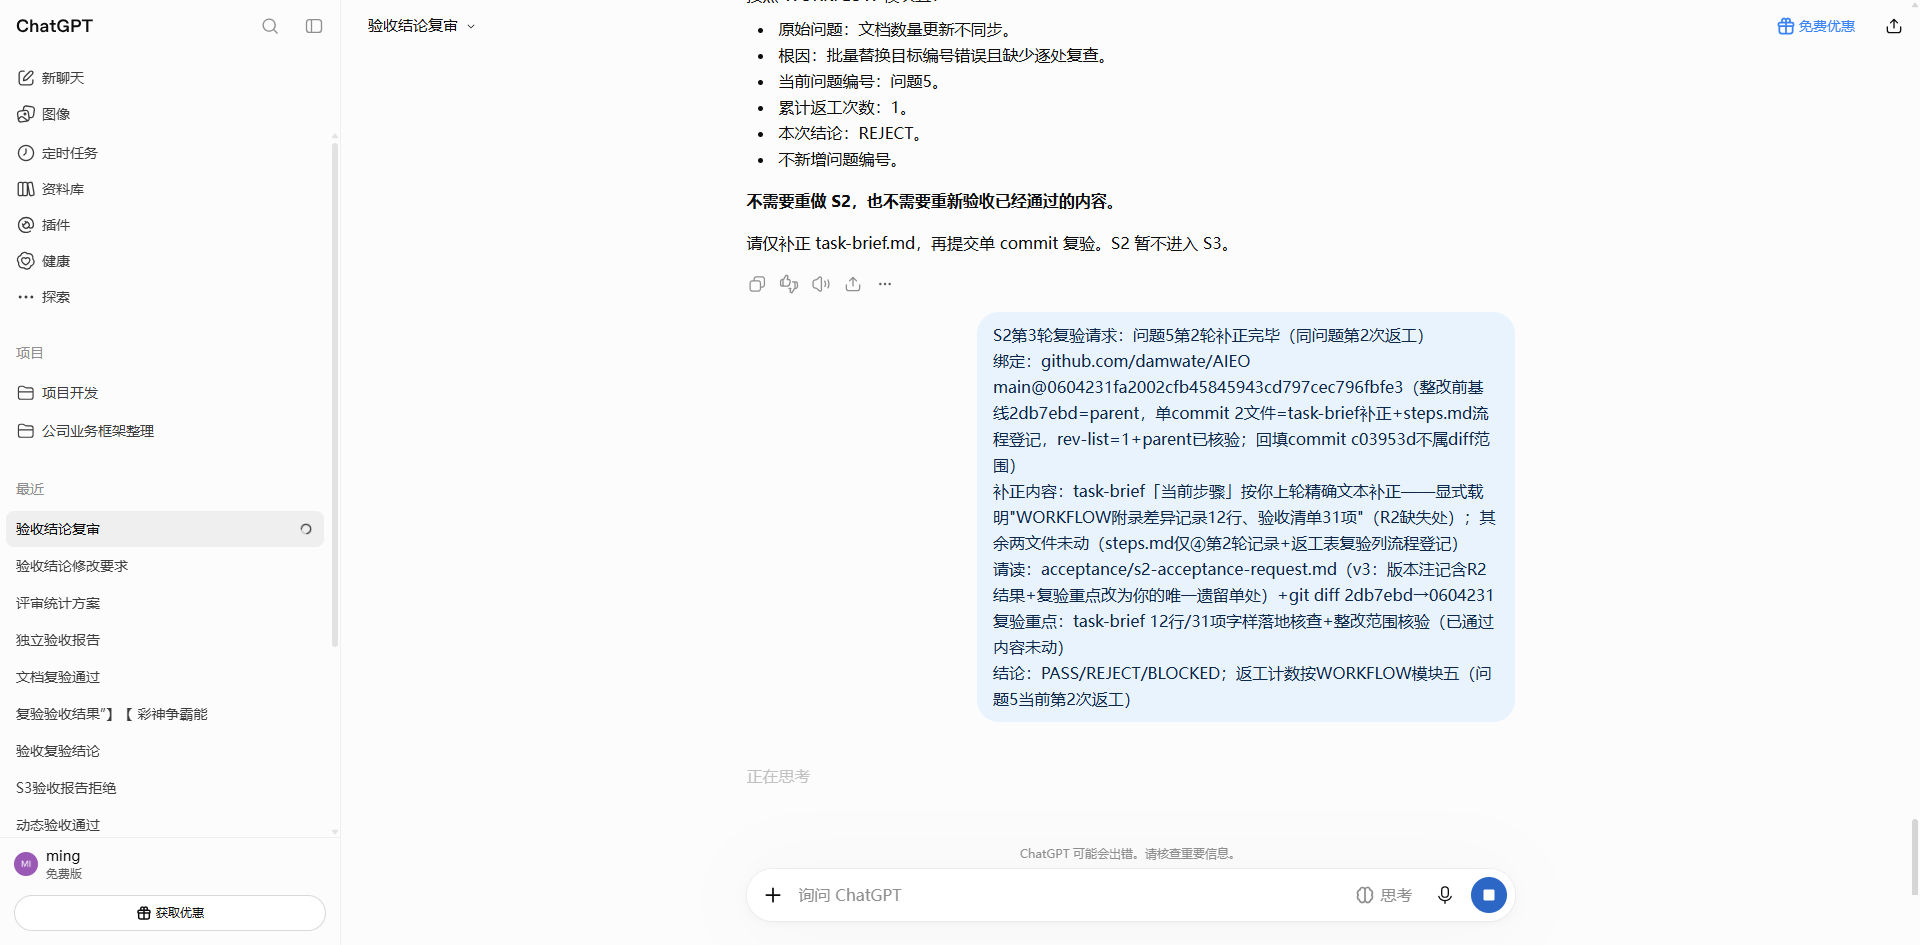 ChatGPT
新聊天
图像
定时任务
资料库
插件
健康
探索
项目
项目开发
公司业务框架整理
最近
验收结论复审
验收结论修改要求
评审统计方案
独立验收报告
文档复验通过
复验验收结果”】【 彩神争霸能
验收复验结论
S3验收报告拒绝
动态验收通过
MI
ming
免费版
获取优惠
验收结论复审
免费优惠
原始问题：文档数量更新不同步。
根因：批量替换目标编号错误且缺少逐处复查。
当前问题编号：问题5。
累计返工次数：1。
本次结论：REJECT。
不新增问题编号。
不需要重做 S2，也不需要重新验收已经通过的内容。
请仅补正 task-brief.md，再提交单 commit 复验。S2 暂不进入 S3。
S2第3轮复验请求：问题5第2轮补正完毕（同问题第2次返工）
绑定：github.com/damwate/AIEO
main@0604231fa2002cfb45845943cd797cec796fbfe3（整改前基
线2db7ebd=parent，单commit 2文件=task-brief补正+steps.md流
程登记，rev-list=1+parent已核验；回填commit c03953d不属diff范
围）
补正内容：task-brief「当前步骤」按你上轮精确文本补正——显式载
明"WORKFLOW附录差异记录12行、验收清单31项"（R2缺失处）；其
余两文件未动（steps.md仅④第2轮记录+返工表复验列流程登记）
请读：acceptance/s2-acceptance-request.md（v3：版本注记含R2
结果+复验重点改为你的唯一遗留单处）+git diff 2db7ebd→0604231
复验重点：task-brief 12行/31项字样落地核查+整改范围核验（已通过
内容未动）
结论：PASS/REJECT/BLOCKED；返工计数按WORKFLOW模块五（问
题5当前第2次返工）
正在思考
ChatGPT 可能会出错。请核查重要信息。
询问 ChatGPT
思考